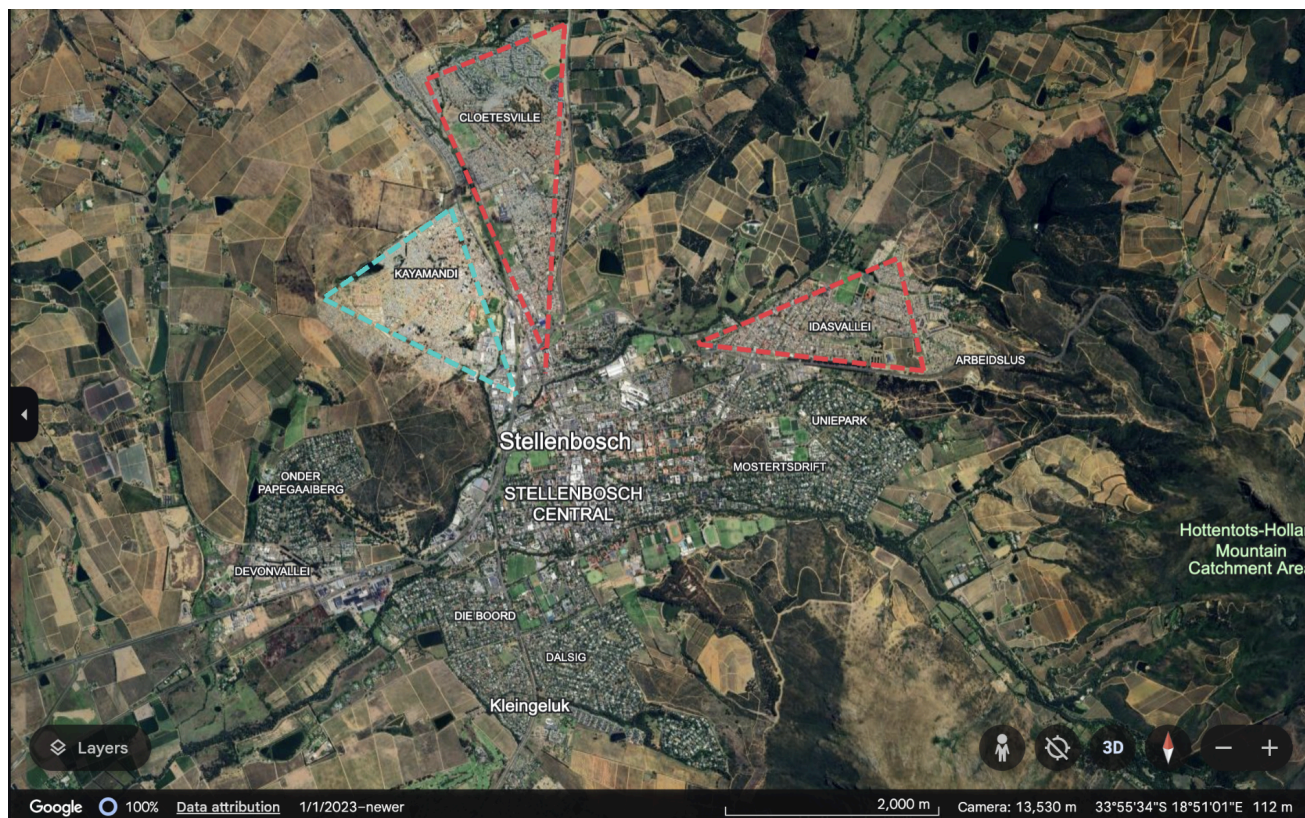 CLOETESVILLE
KAYAMANDI
IDASVALLEI
ARBEIDSLUS
UNIEPARK
Stellenbosch
MOSTERTSDRIFT
ONDER
PAPEGAAIBERG
STELLENBOSCH
CENTRAL
Hottentots-Holla
Mountain
Catchment Area
DEVONVALLEI
DIE BOORD
DALSIG
Kleingeluk
Layers
3D
Google 100% Data attribution 1/1/2023–newer 2,000 m Camera: 13,530 m 33°55'34"S 18°51'01"E 112 m